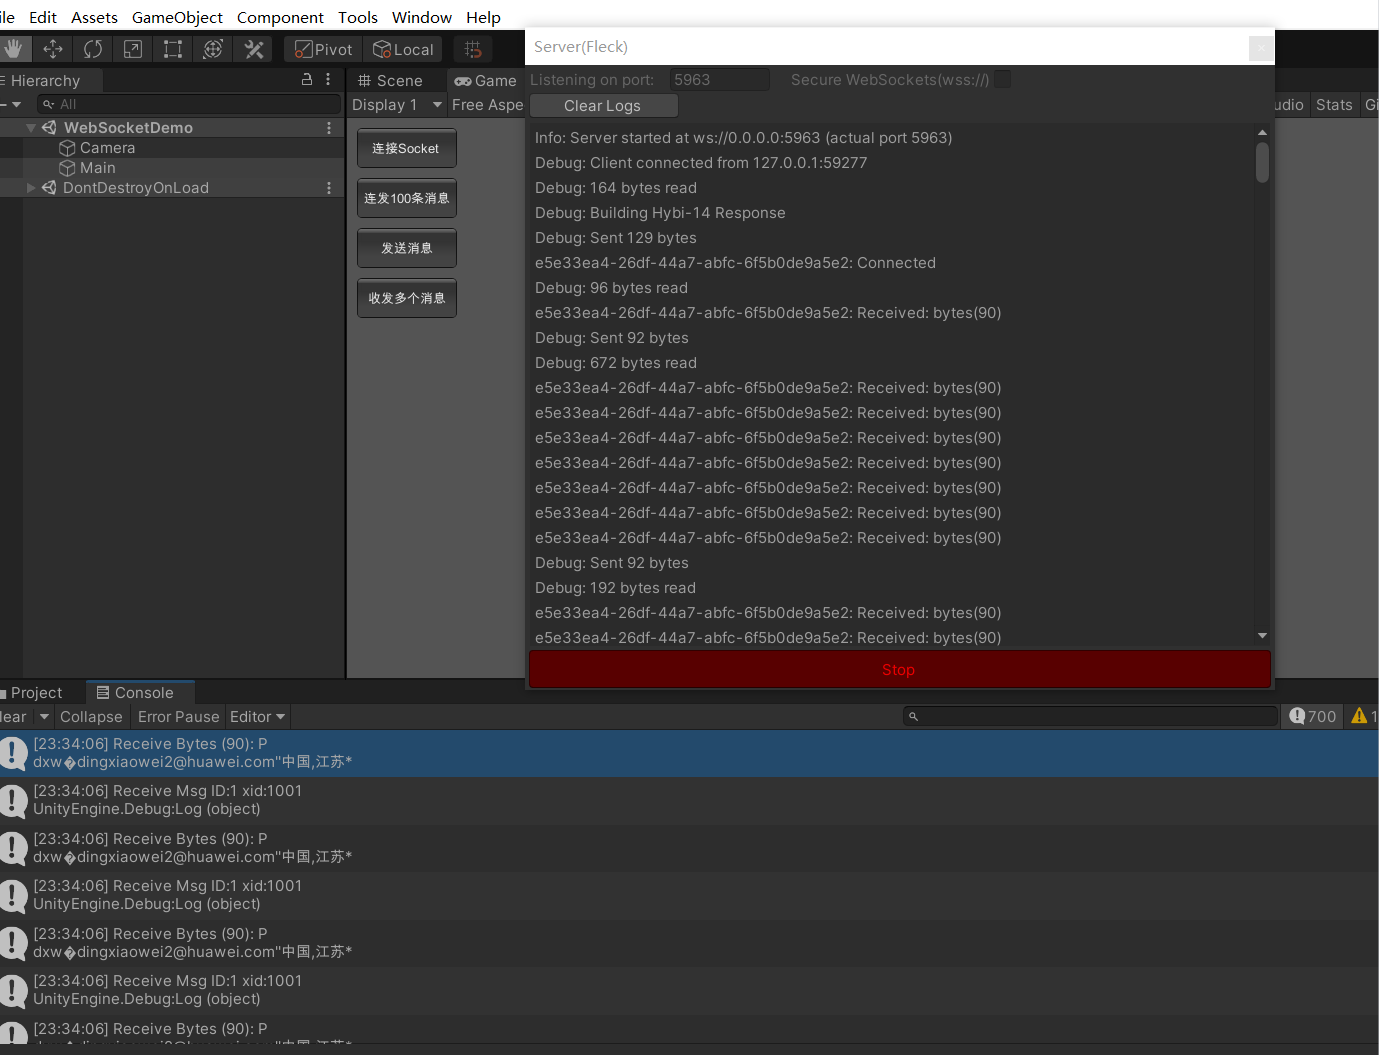 ile Edit Assets GameObject Component Tools Window Help
Pivot Local
Server(Fleck)
Hierarchy
All
WebSocketDemo
Camera
Main
DontDestroyOnLoad
Scene Game
Display 1 Free Aspe
连接Socket
连发100条消息
发送消息
收发多个消息
Listening on port: 5963 Secure WebSockets(wss://)
Clear Logs
Info: Server started at ws://0.0.0.0:5963 (actual port 5963)
Debug: Client connected from 127.0.0.1:59277
Debug: 164 bytes read
Debug: Building Hybi-14 Response
Debug: Sent 129 bytes
e5e33ea4-26df-44a7-abfc-6f5b0de9a5e2: Connected
Debug: 96 bytes read
e5e33ea4-26df-44a7-abfc-6f5b0de9a5e2: Received: bytes(90)
Debug: Sent 92 bytes
Debug: 672 bytes read
e5e33ea4-26df-44a7-abfc-6f5b0de9a5e2: Received: bytes(90)
e5e33ea4-26df-44a7-abfc-6f5b0de9a5e2: Received: bytes(90)
e5e33ea4-26df-44a7-abfc-6f5b0de9a5e2: Received: bytes(90)
e5e33ea4-26df-44a7-abfc-6f5b0de9a5e2: Received: bytes(90)
e5e33ea4-26df-44a7-abfc-6f5b0de9a5e2: Received: bytes(90)
e5e33ea4-26df-44a7-abfc-6f5b0de9a5e2: Received: bytes(90)
e5e33ea4-26df-44a7-abfc-6f5b0de9a5e2: Received: bytes(90)
Debug: Sent 92 bytes
Debug: 192 bytes read
e5e33ea4-26df-44a7-abfc-6f5b0de9a5e2: Received: bytes(90)
e5e33ea4-26df-44a7-abfc-6f5b0de9a5e2: Received: bytes(90)
Stop
udio Stats Gi
Project Console
lear Collapse Error Pause Editor 700 1
[23:34:06] Receive Bytes (90): P
dxw�dingxiaowei2@huawei.com"中国,江苏*
[23:34:06] Receive Msg ID:1 xid:1001
UnityEngine.Debug:Log (object)
[23:34:06] Receive Bytes (90): P
dxw�dingxiaowei2@huawei.com"中国,江苏*
[23:34:06] Receive Msg ID:1 xid:1001
UnityEngine.Debug:Log (object)
[23:34:06] Receive Bytes (90): P
dxw�dingxiaowei2@huawei.com"中国,江苏*
[23:34:06] Receive Msg ID:1 xid:1001
UnityEngine.Debug:Log (object)
[23:34:06] Receive Bytes (90): P